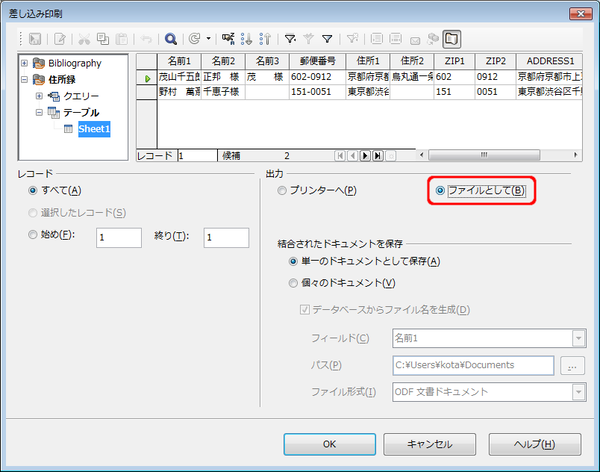 差し込み印刷
Bibliography
住所録
クエリー
テーブル
Sheet1
名前1 名前2 名前3 郵便番号 住所1 住所2 ZIP1 ZIP2 ADDRESS1
茂山千五 正邦 様 茂 様 602-0912 京都府京 烏丸通一 602 0912 京都府京都市上
野村 萬 千恵子様 151-0051 東京都渋谷 151 0051 東京都渋谷区千
レコード 1 候補 2
レコード
すべて(A)
選択したレコード(S)
始め(F): 1 終り(T): 1
出力
プリンターへ(P)
ファイルとして(B)
結合されたドキュメントを保存
単一のドキュメントとして保存(A)
個々のドキュメント(V)
データベースからファイル名を生成(D)
フィールド(C) 名前1
パス(P) C:¥Users¥kota¥Documents ...
ファイル形式(I) ODF 文書ドキュメント
OK キャンセル ヘルプ(H)